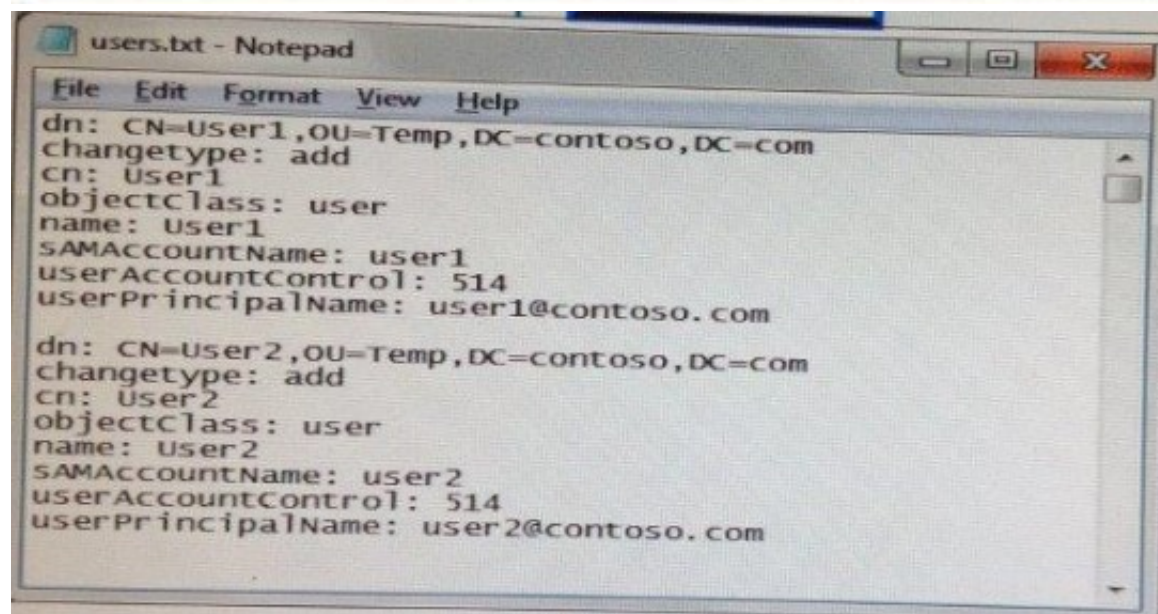 users.txt - Notepad
File Edit Format View Help
dn: CN=User1,OU=Temp,DC=contoso,DC=com
changetype: add
cn: User1
objectClass: user
name: User1
sAMAccountName: user1
userAccountControl: 514
userPrincipalName: user1@contoso.com
dn: CN=User2,OU=Temp,DC=contoso,DC=com
changetype: add
cn: User2
objectClass: user
name: User2
sAMAccountName: user2
userAccountControl: 514
userPrincipalName: user2@contoso.com